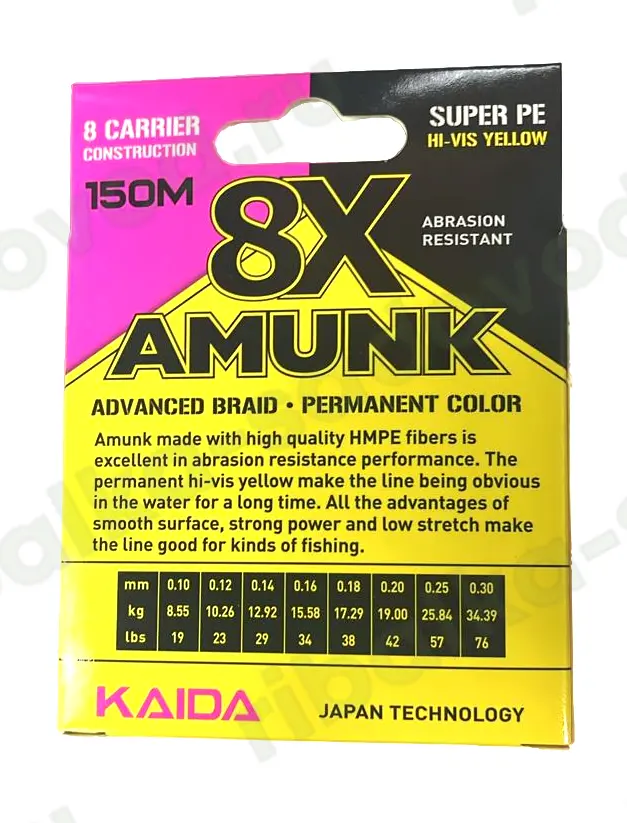 8 CARRIER
CONSTRUCTION
SUPER PE
HI-VIS YELLOW
150M
8X
ABRASION
RESISTANT
AMUNK
ADVANCED BRAID • PERMANENT COLOR
Amunk made with high quality HMPE fibers is
excellent in abrasion resistance performance. The
permanent hi-vis yellow make the line being obvious
in the water for a long time. All the advantages of
smooth surface, strong power and low stretch make
the line good for kinds of fishing.
mm 0.10 0.12 0.14 0.16 0.18 0.20 0.25 0.30
kg 8.55 10.26 12.92 15.58 17.29 19.00 25.84 34.39
lbs 19 23 29 34 38 42 57 76
KAIDA
JAPAN TECHNOLOGY